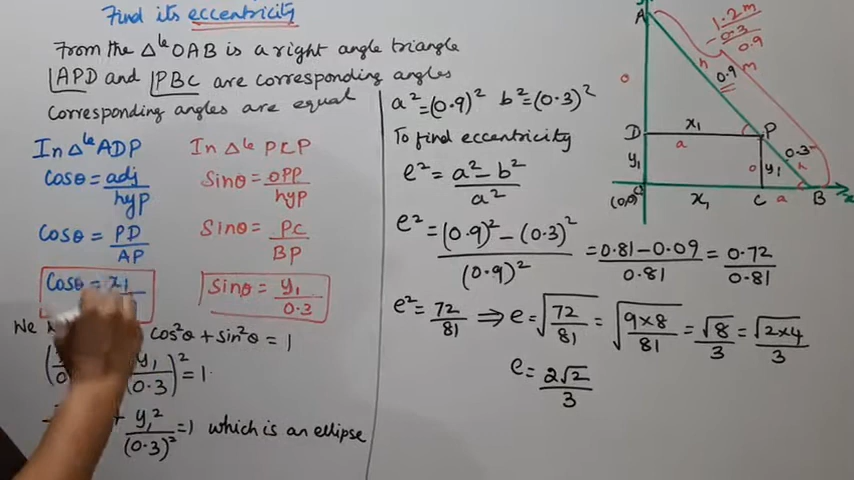 Find its eccentricity
From the Δle OAB is a right angle triangle
APD and PBC are corresponding angles
Corresponding angles are equal
In Δle ADP
Cosθ = adj/hyp
Cosθ = PD/AP
Cosθ = x₁
In Δle PCP
Sinθ = opp/hyp
Sinθ = PC/BP
Sinθ = y₁/0.3
We
cos²θ + sin²θ = 1
y₁/(0.3))² = 1
+ y₁²/(0.3)² = 1 which is an ellipse
a² = (0.9)² b² = (0.3)²
To find eccentricity
e² = a² - b²/a²
e² = (0.9)² - (0.3)²/(0.9)² = 0.81 - 0.09/0.81 = 0.72/0.81
e² = 72/81 ⟹ e = √72/81 = √9×8/81 = √8/3 = √2×4/3
e = 2√2/3
A
1.2 m
- 0.3
0.9
h
m
0.9
o
D
x₁
P
a
0.3
y₁
o
y₁
h
(0,0)
x₁
C
a
B
x